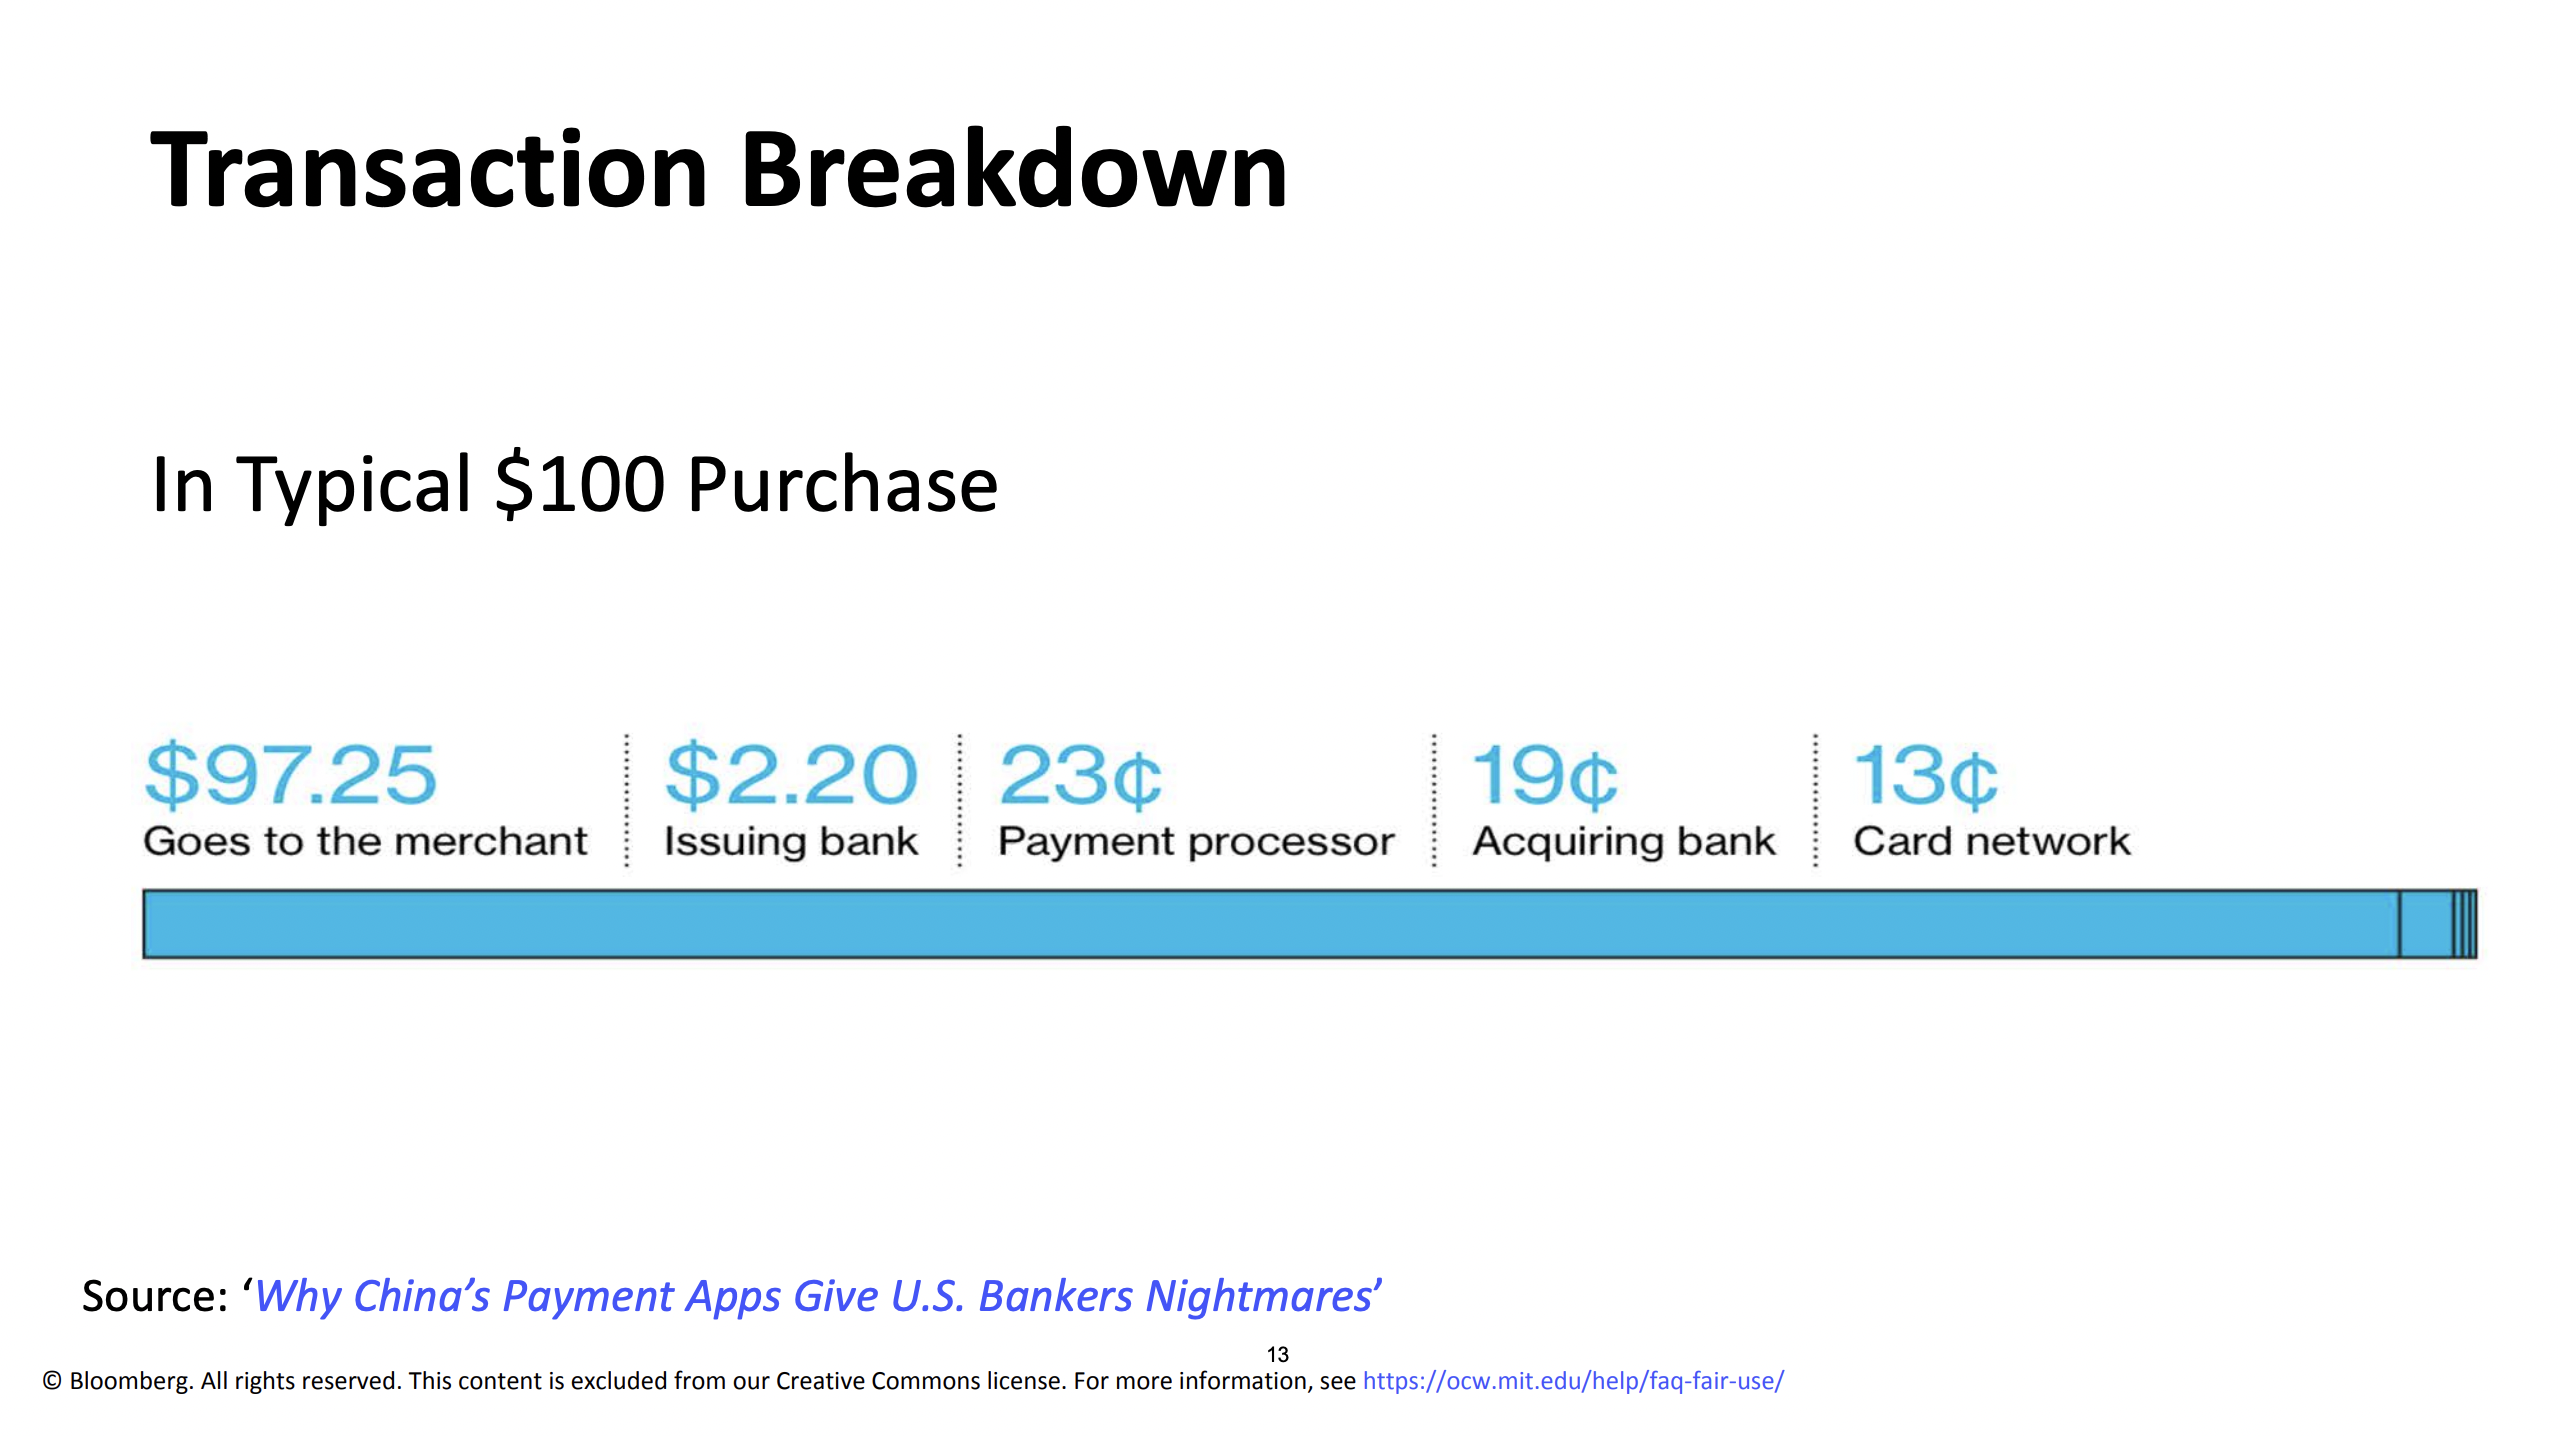 Transaction Breakdown
In Typical $100 Purchase
$97.25
Goes to the merchant
$2.20
Issuing bank
23¢
Payment processor
19¢
Acquiring bank
13¢
Card network
Source: ‘Why China’s Payment Apps Give U.S. Bankers Nightmares’
13
© Bloomberg. All rights reserved. This content is excluded from our Creative Commons license. For more information, see https://ocw.mit.edu/help/faq-fair-use/